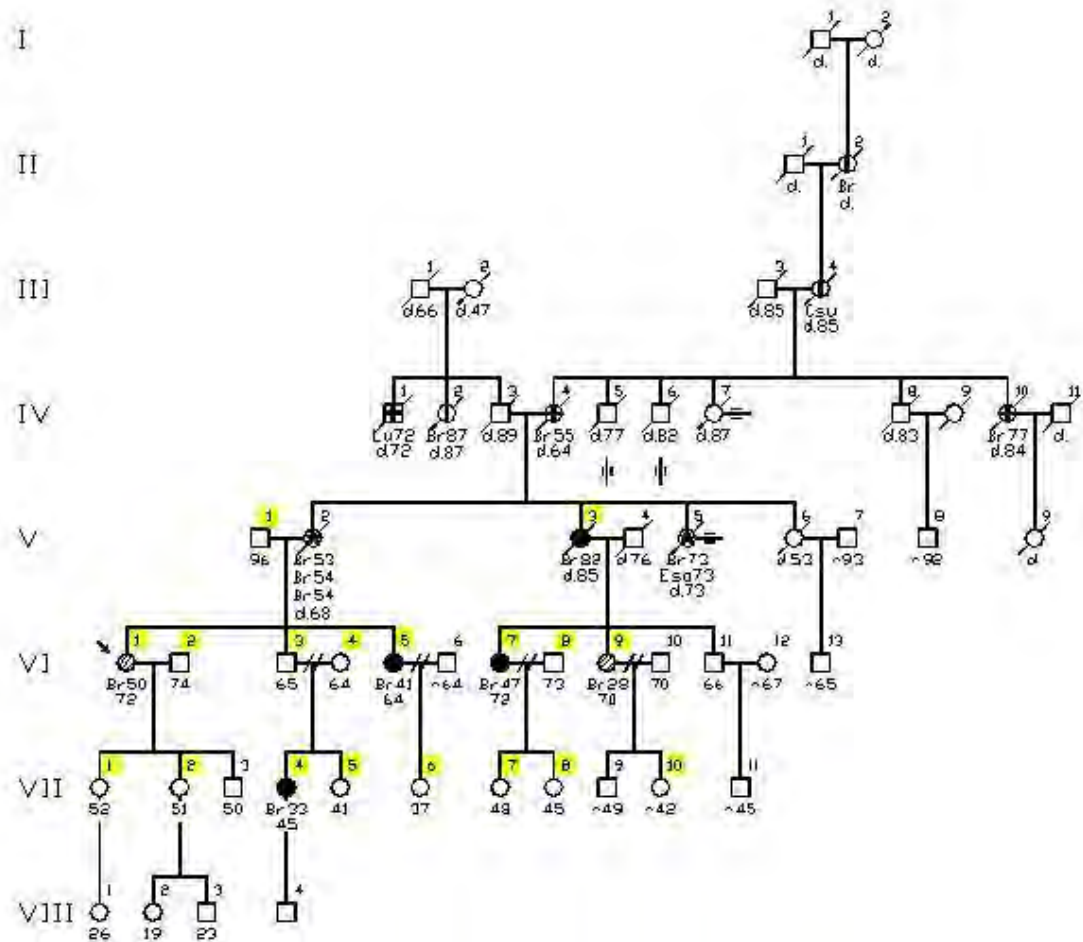 I
1 2
d. d.
II
1 2
d. Br
d.
III
1 2 3 4
d.66 d.47 d.85 Csu
d.85
IV
1 2 3 4 5 6 7 8 9 10 11
Cu72 Br87 d.89 Br55 d.77 d.82 d.87 d.83 Br77 d.
d.72 d.87 d.64 d.84
V
1 2 3 4 5 6 7 8 9
96 Br53 Br82 d.76 Br73 d.53 ~93 ~92 d.
Br54 d.85 Esa73
Br54 d.73
d.68
VI
1 2 3 4 5 6 7 8 9 10 11 12 13
Br50 74 65 64 Br41 ~64 Br47 73 Br28 70 66 ~67 ~65
72 64 72 70
VII
1 2 3 4 5 6 7 8 9 10 11
52 51 50 Br33 41 37 48 45 ~49 ~42 ~45
45
VIII
1 2 3 4
26 19 23